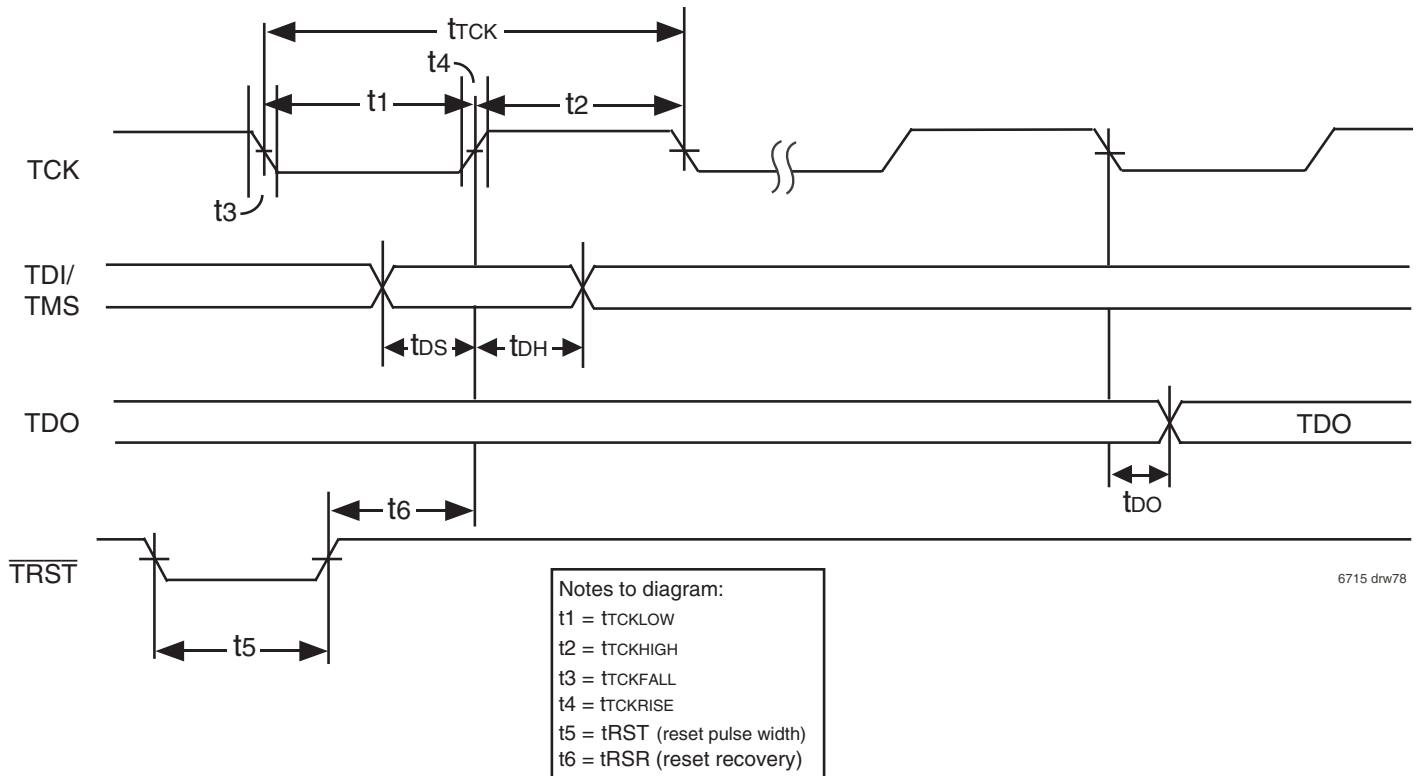 tTCK
t4
t1
t2
TCK
t3
TDI/
TMS
tDS
tDH
TDO
TDO
tDO
t6
TRST
6715 drw78
t5
Notes to diagram:
t1 = tTCKLOW
t2 = tTCKHIGH
t3 = tTCKFALL
t4 = tTCKRISE
t5 = tRST (reset pulse width)
t6 = tRSR (reset recovery)